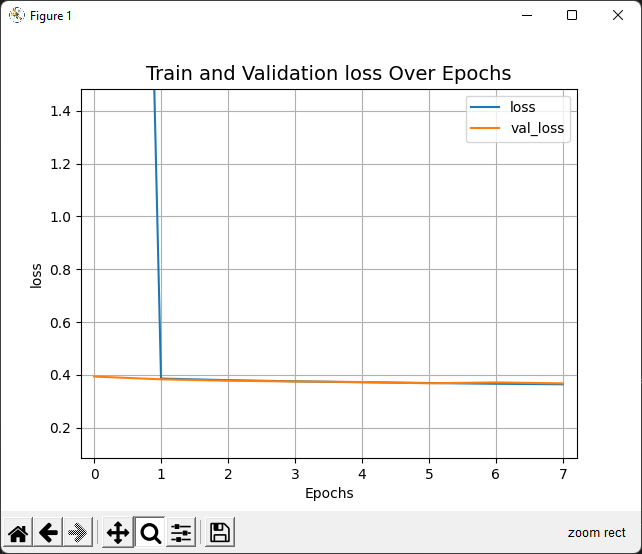 Figure 1
Train and Validation loss Over Epochs
loss
val_loss
1.4
1.2
1.0
0.8
0.6
0.4
0.2
loss
0 1 2 3 4 5 6 7
Epochs
zoom rect